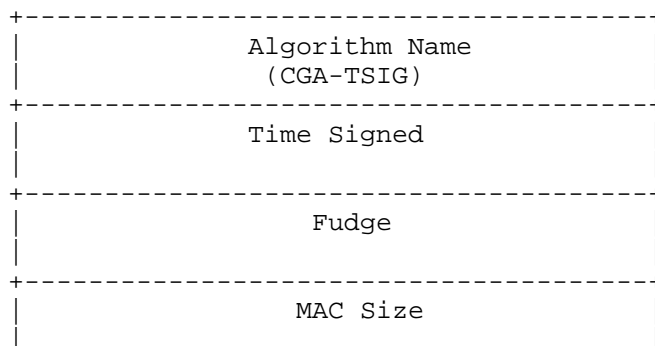 Algorithm Name
(CGA-TSIG)
Time Signed
Fudge
MAC Size